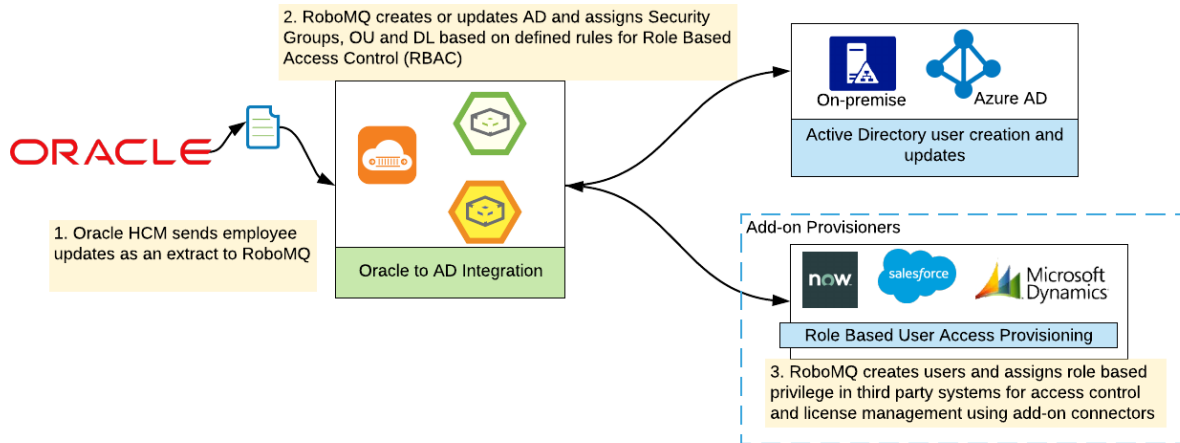 2. RoboMQ creates or updates AD and assigns Security
Groups, OU and DL based on defined rules for Role Based
Access Control (RBAC)
On-premise
Azure AD
Active Directory user creation and
updates
ORACLE
1. Oracle HCM sends employee
updates as an extract to RoboMQ
Oracle to AD Integration
Add-on Provisioners
now
salesforce
Microsoft
Dynamics
Role Based User Access Provisioning
3. RoboMQ creates users and assigns role based
privilege in third party systems for access control
and license management using add-on connectors